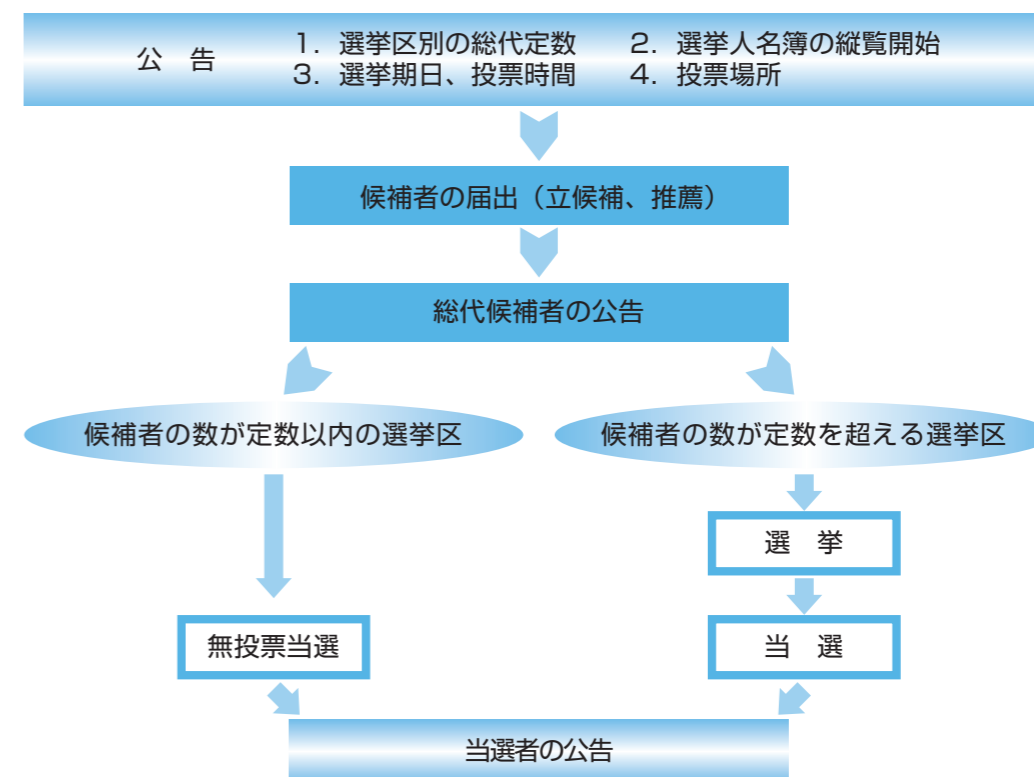 公　告
1．選挙区別の総代定数　2．選挙人名簿の縦覧開始
3．選挙期日、投票時間　4．投票場所
候補者の届出（立候補、推薦）
総代候補者の公告
候補者の数が定数以内の選挙区
候補者の数が定数を超える選挙区
選　挙
無投票当選
当　選
当選者の公告